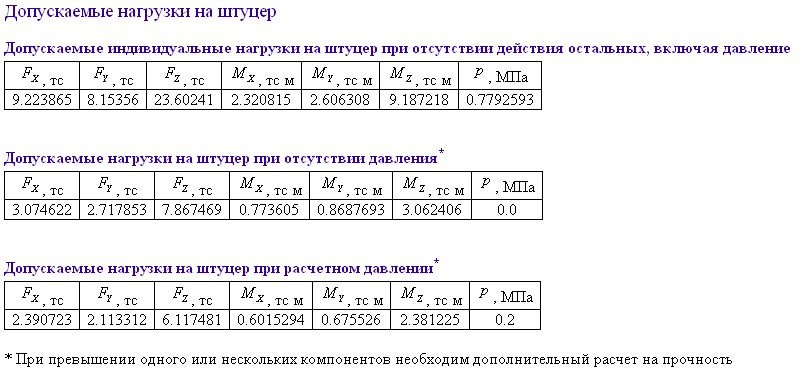 Допускаемые нагрузки на штуцер
Допускаемые индивидуальные нагрузки на штуцер при отсутствии действия остальных, включая давление
F_X, тс F_Y, тс F_Z, тс M_X, тс м M_Y, тс м M_Z, тс м p, МПа
9.223865 8.15356 23.60241 2.320815 2.606308 9.187218 0.7792593
Допускаемые нагрузки на штуцер при отсутствии давления*
F_X, тс F_Y, тс F_Z, тс M_X, тс м M_Y, тс м M_Z, тс м p, МПа
3.074622 2.717853 7.867469 0.773605 0.8687693 3.062406 0.0
Допускаемые нагрузки на штуцер при расчетном давлении*
F_X, тс F_Y, тс F_Z, тс M_X, тс м M_Y, тс м M_Z, тс м p, МПа
2.390723 2.113312 6.117481 0.6015294 0.675526 2.381225 0.2
* При превышении одного или нескольких компонентов необходим дополнительный расчет на прочность